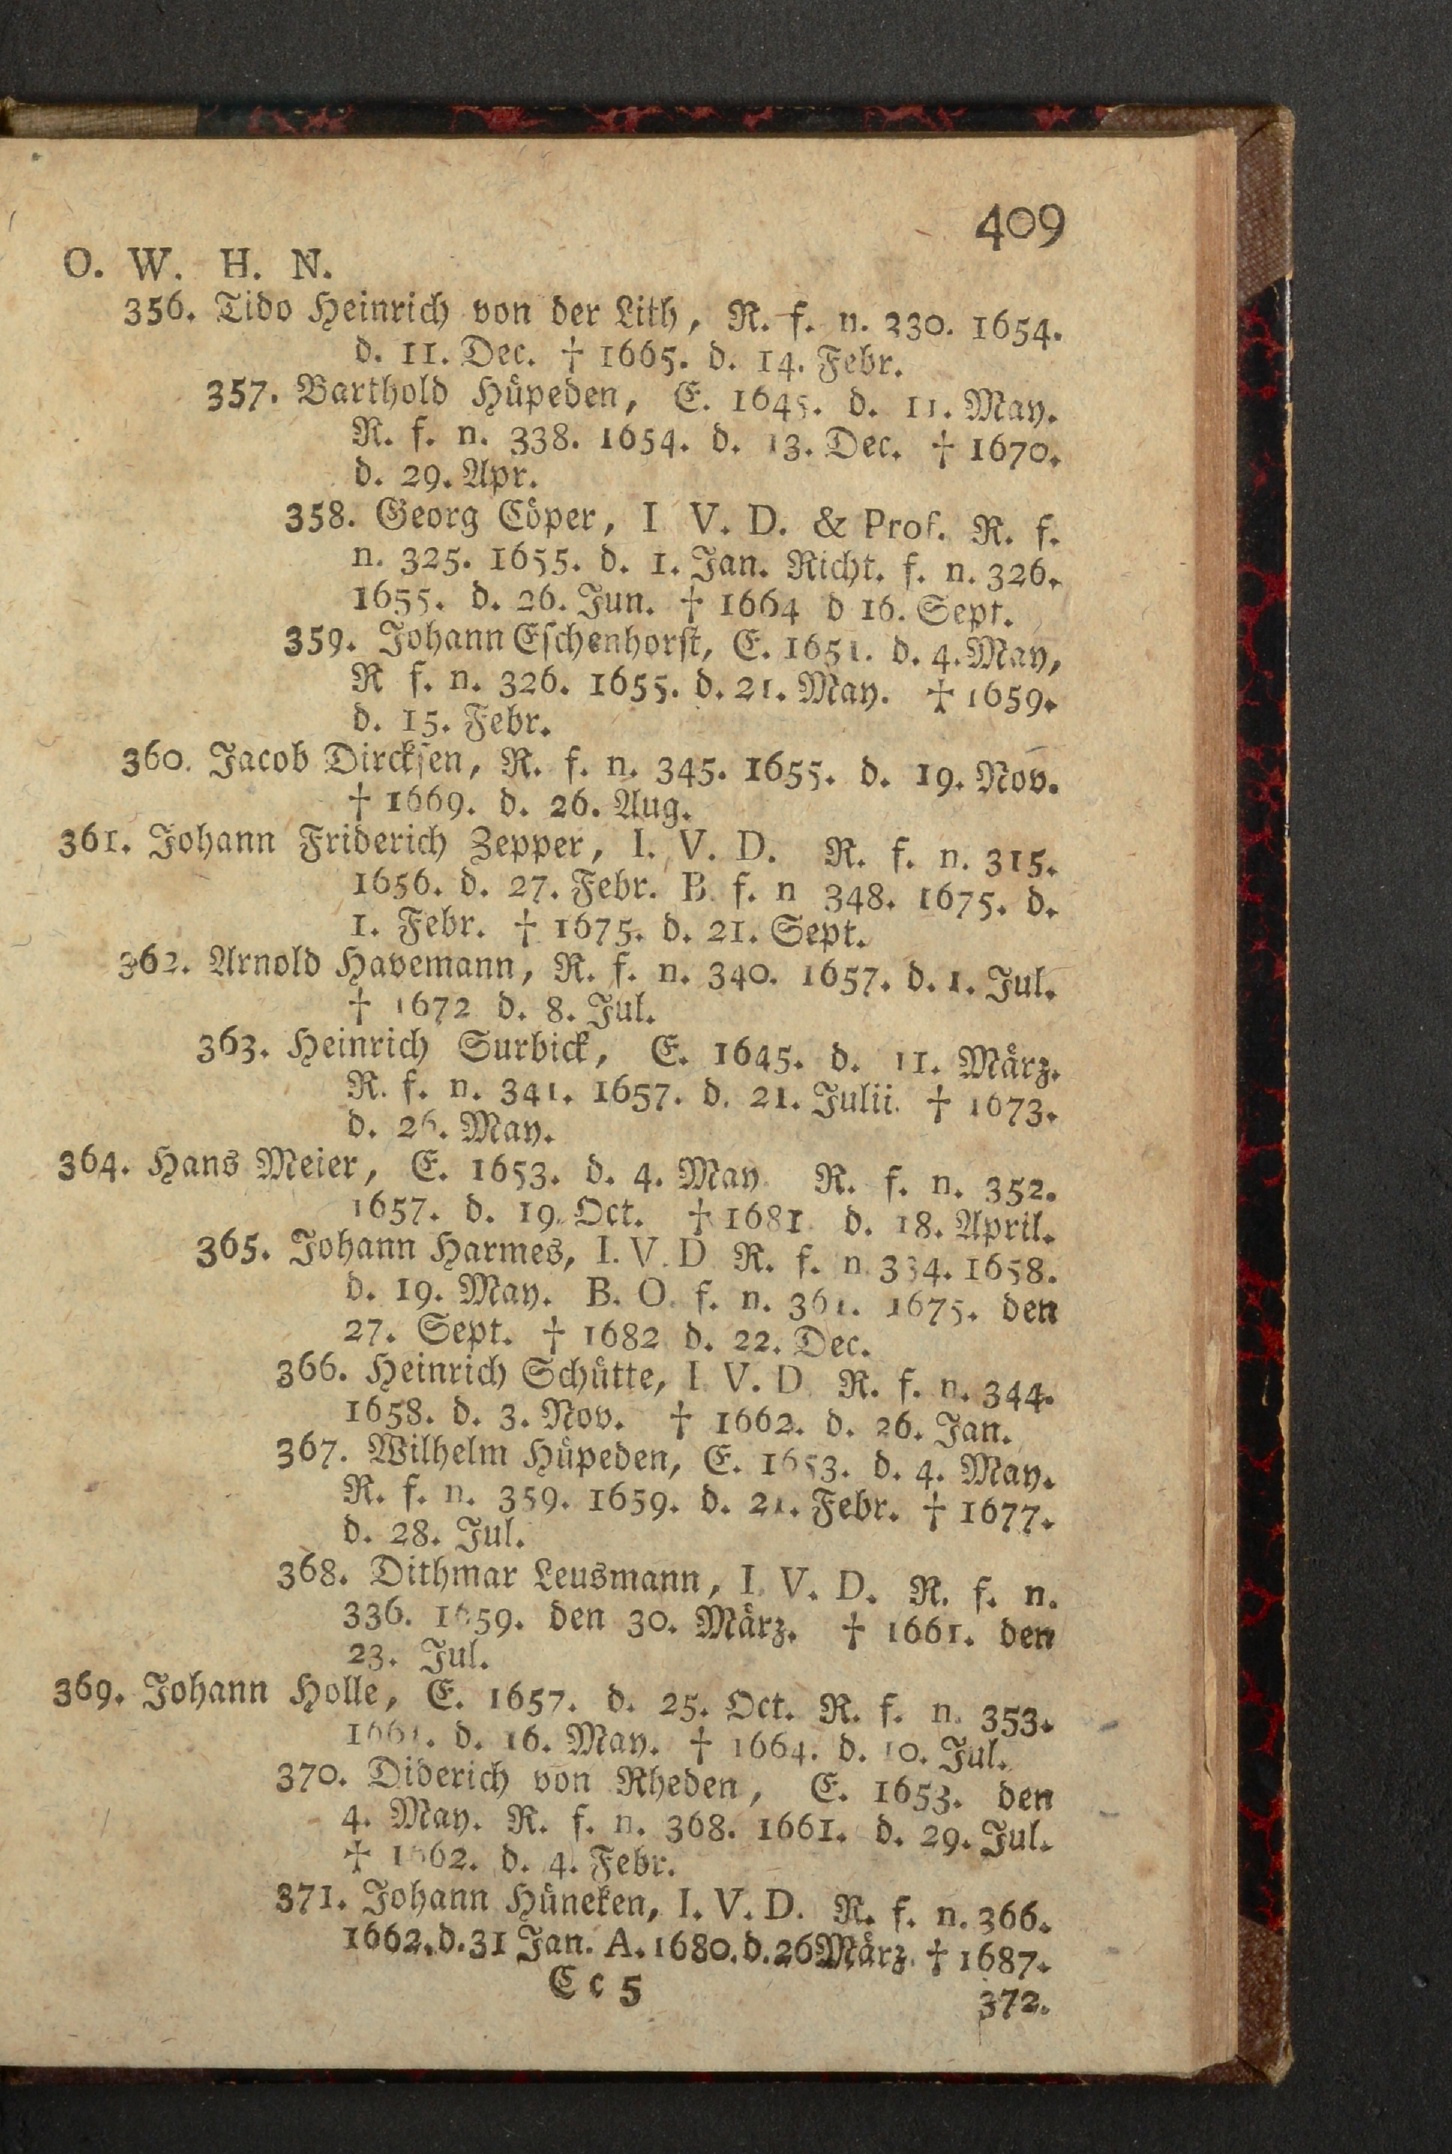 409
O. W. H. N.
356. Tido Heinrich von der Lith, R. f. n. 230. 1654.
d. 11. Dec. † 1665. d. 14. Febr.
357. Barthold Hüpeden, E. 1645. d. 11. May.
R. f. n. 338. 1654. d. 13. Dec. † 1670.
d. 29. Apr.
358. Georg Cöper, I V. D. & Prof. R. f.
n. 325. 1655. d. 1. Jan. Richt. f. n. 326.
1655. d. 26. Jun. † 1664 d 16. Sept.
359. Johann Eschenhorst, E. 1651. d. 4. May,
R f. n. 326. 1655. d. 21. May. † 1659.
d. 15. Febr.
360. Jacob Dircksen, R. f. n. 345. 1655. d. 19. Nov.
† 1669. d. 26. Aug.
361. Johann Friderich Zepper, I. V. D. R. f. n. 315.
1656. d. 27. Febr. B. f. n 348. 1675. d.
1. Febr. † 1675. d. 21. Sept.
362. Arnold Havemann, R. f. n. 340. 1657. d. 1. Jul.
† 1672 d. 8. Jul.
363. Heinrich Surbick, E. 1645. d. 11. März.
R. f. n. 341. 1657. d. 21. Julii. † 1673.
d. 26. May.
364. Hans Meier, E. 1653. d. 4. May. R. f. n. 352.
1657. d. 19. Oct. † 1681. d. 18. April.
365. Johann Harmes, I. V. D R. f. n. 334. 1658.
d. 19. May. B. O. f. n. 361. 1675. den
27. Sept. † 1682 d. 22. Dec.
366. Heinrich Schütte, I. V. D. R. f. n. 344.
1658. d. 3. Nov. † 1662. d. 26. Jan.
367. Wilhelm Hüpeden, E. 1653. d. 4. May.
R. f. n. 359. 1659. d. 21. Febr. † 1677.
d. 28. Jul.
368. Dithmar Leusmann, I. V. D. R. f. n.
336. 1659. den 30. März. † 1661. den
23. Jul.
369. Johann Holle, E. 1657. d. 25. Oct. R. f. n. 353.
1661. d. 16. May. † 1664. d. 10. Jul.
370. Diderich von Rheden, E. 1653. den
4. May. R. f. n. 368. 1661. d. 29. Jul.
† 1662. d. 4. Febr.
371. Johann Hüneken, I. V. D. R. f. n. 366.
1662. d. 31 Jan. A. 1680. d. 26 März. † 1687.
Cc 5
372.